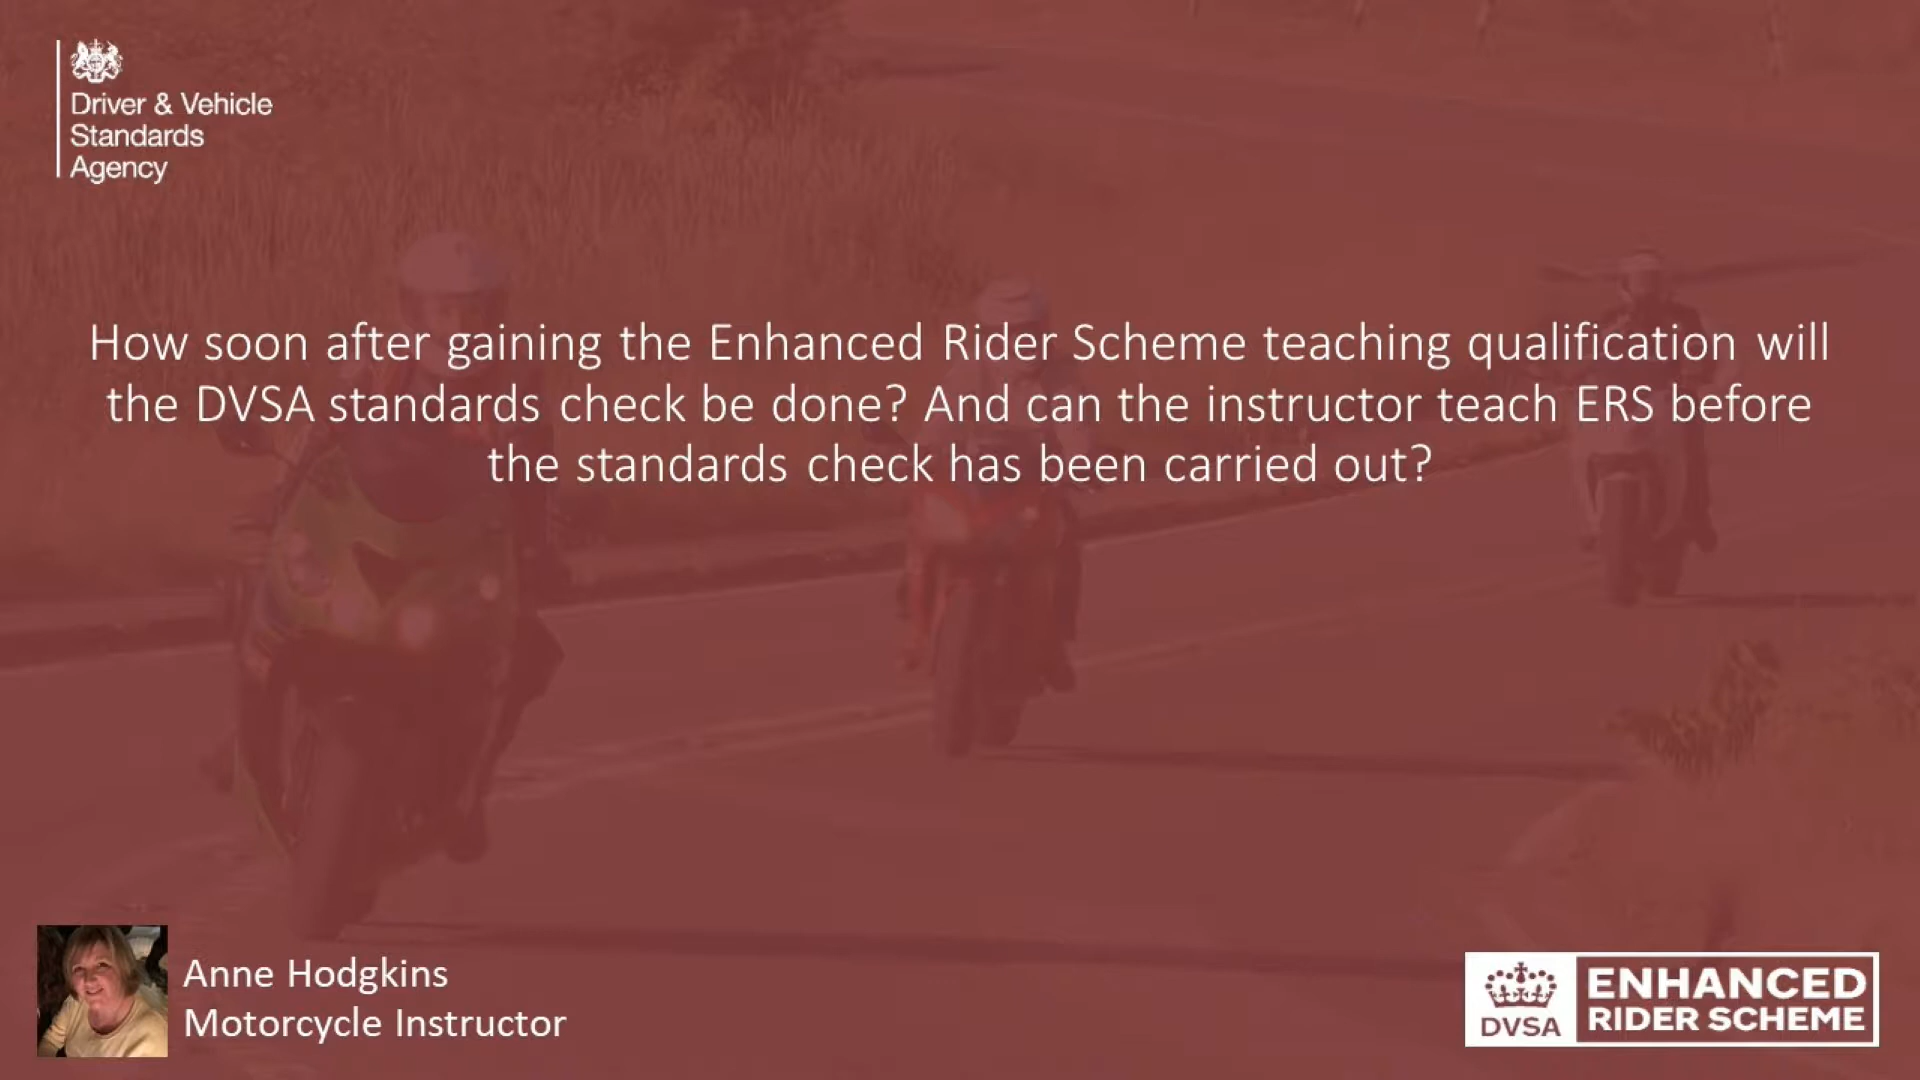 Driver & Vehicle
Standards
Agency
How soon after gaining the Enhanced Rider Scheme teaching qualification will
the DVSA standards check be done? And can the instructor teach ERS before
the standards check has been carried out?
Anne Hodgkins
Motorcycle Instructor
DVSA
ENHANCED
RIDER SCHEME